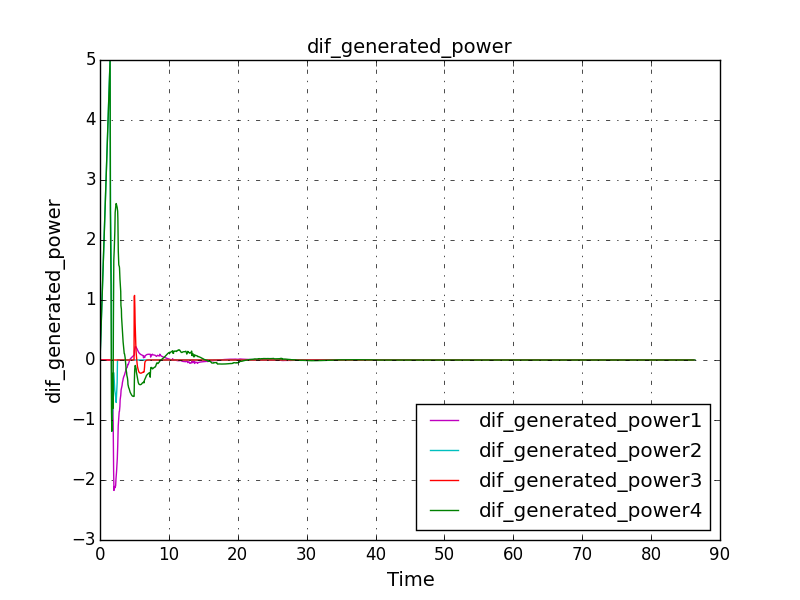 dif_generated_power
5
4
3
2
1
0
−1
−2
−3
dif_generated_power
0 10 20 30 40 50 60 70 80 90
Time
dif_generated_power1
dif_generated_power2
dif_generated_power3
dif_generated_power4